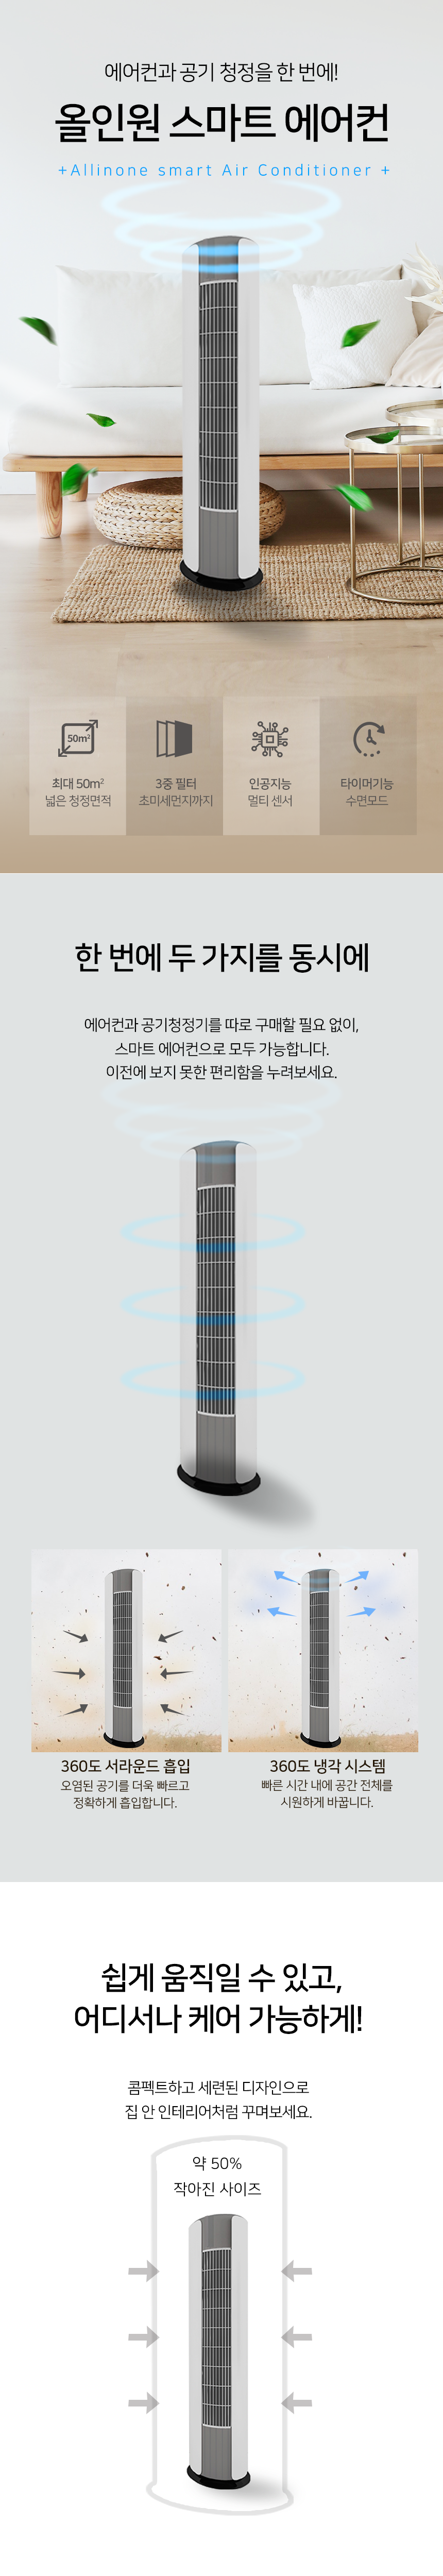 에어컨과 공기 청정을 한 번에!
올인원 스마트 에어컨
+Allinone smart Air Conditioner +
50m²
최대 50m²
넓은 청정면적
3중 필터
초미세먼지까지
인공지능
멀티 센서
타이머기능
수면모드
한 번에 두 가지를 동시에
에어컨과 공기청정기를 따로 구매할 필요 없이,
스마트 에어컨으로 모두 가능합니다.
이전에 보지 못한 편리함을 누려보세요.
360도 서라운드 흡입
오염된 공기를 더욱 빠르고
정확하게 흡입합니다.
360도 냉각 시스템
빠른 시간 내에 공간 전체를
시원하게 바꿉니다.
쉽게 움직일 수 있고,
어디서나 케어 가능하게!
콤펙트하고 세련된 디자인으로
집 안 인테리어처럼 꾸며보세요.
약 50%
작아진 사이즈